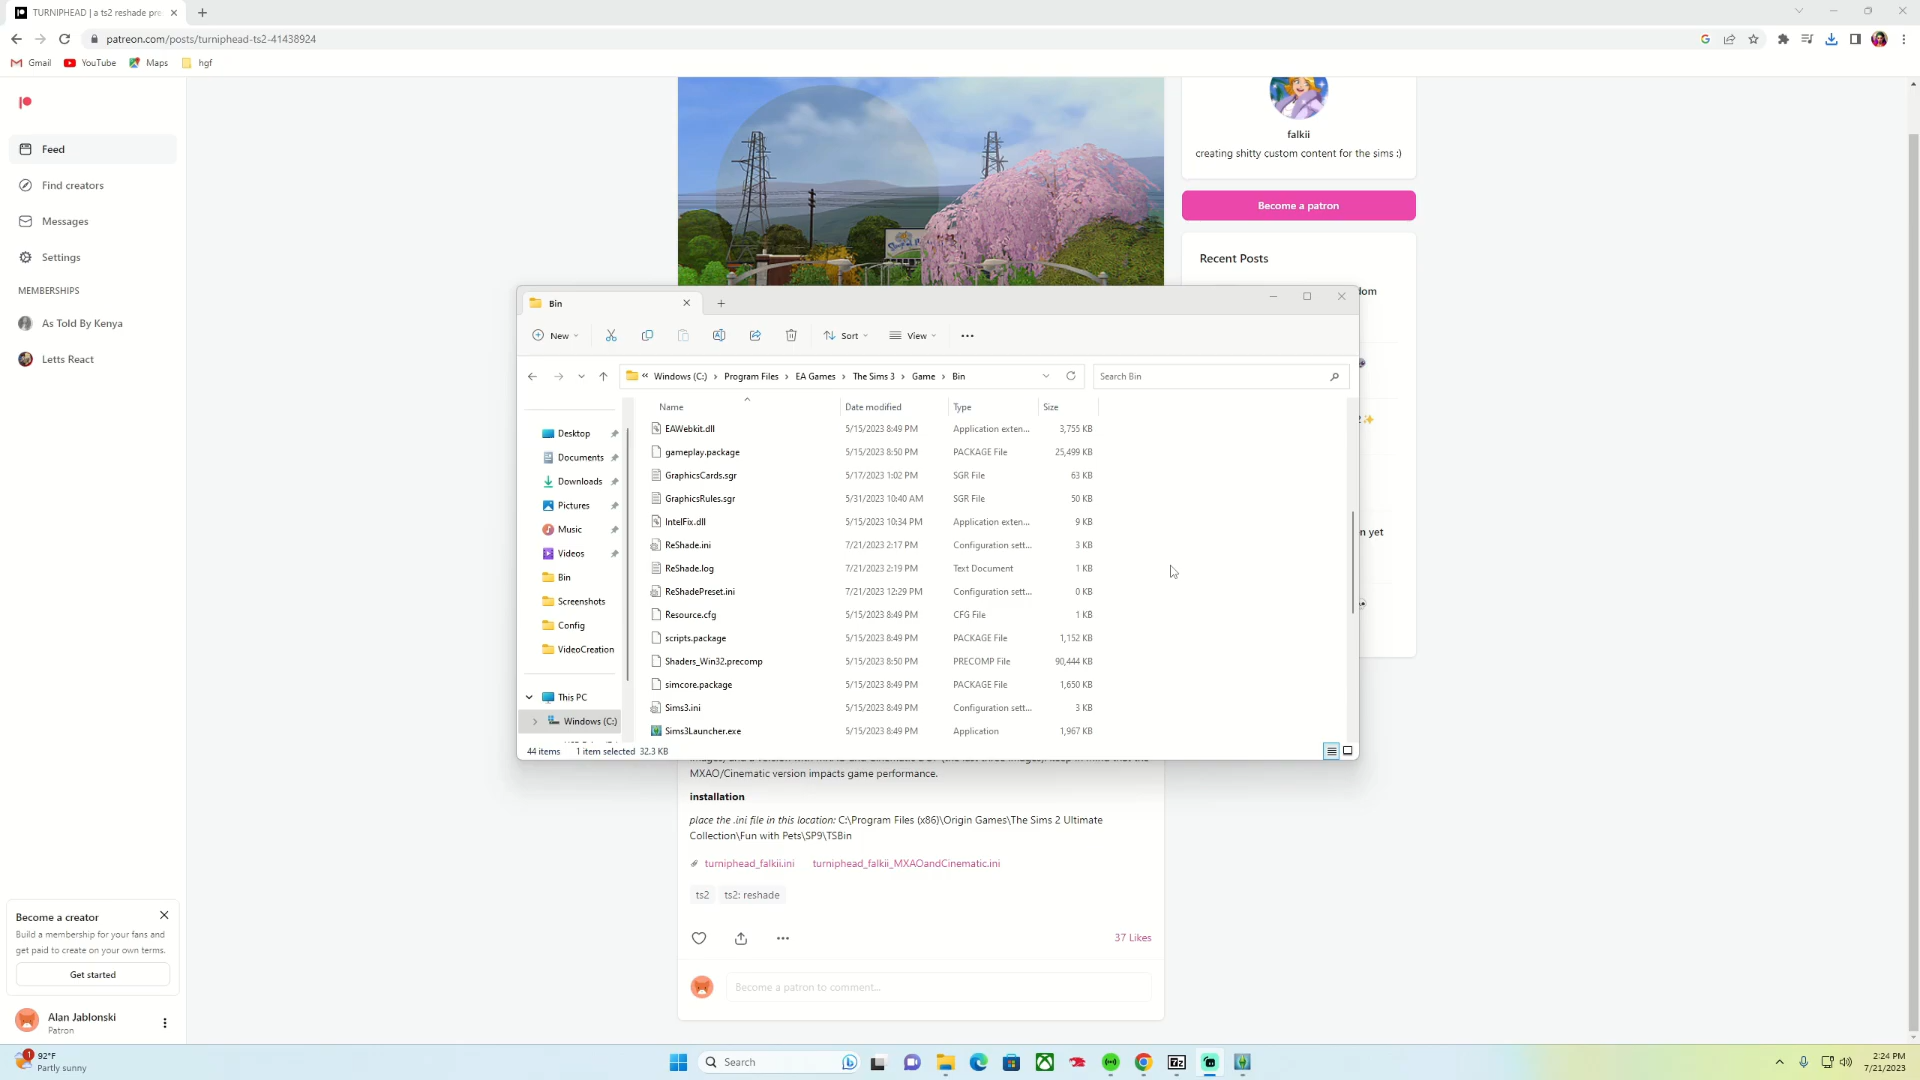 TURNIPHEAD | a ts2 reshade pre
patreon.com/posts/turniphead-ts2-41438924
Gmail YouTube Maps hgf
Feed
Find creators
Messages
Settings
MEMBERSHIPS
As Told By Kenya
Letts React
Become a creator
Build a membership for your fans and
get paid to create on your own terms.
Get started
Alan Jablonski
Patron
falkii
creating shitty custom content for the sims :)
Become a patron
Recent Posts
dom
n yet
Bin
New Sort View
Windows (C:) Program Files EA Games The Sims 3 Game Bin Search Bin
Desktop
Documents
Downloads
Pictures
Music
Videos
Bin
Screenshots
Config
VideoCreation
This PC
Windows (C:)
Name Date modified Type Size
EAWebkit.dll 5/15/2023 8:49 PM Application exten... 3,755 KB
gameplay.package 5/15/2023 8:50 PM PACKAGE File 25,499 KB
GraphicsCards.sgr 5/17/2023 1:02 PM SGR File 63 KB
GraphicsRules.sgr 5/31/2023 10:40 AM SGR File 50 KB
IntelFix.dll 5/15/2023 10:34 PM Application exten... 9 KB
ReShade.ini 7/21/2023 2:17 PM Configuration sett... 3 KB
ReShade.log 7/21/2023 2:19 PM Text Document 1 KB
ReShadePreset.ini 7/21/2023 12:29 PM Configuration sett... 0 KB
Resource.cfg 5/15/2023 8:49 PM CFG File 1 KB
scripts.package 5/15/2023 8:49 PM PACKAGE File 1,152 KB
Shaders_Win32.precomp 5/15/2023 8:50 PM PRECOMP File 90,444 KB
simcore.package 5/15/2023 8:49 PM PACKAGE File 1,650 KB
Sims3.ini 5/15/2023 8:49 PM Configuration sett... 3 KB
Sims3Launcher.exe 5/15/2023 8:49 PM Application 1,967 KB
44 items 1 item selected 32.3 KB
MXAO/Cinematic version impacts game performance.
installation
place the .ini file in this location: C:\Program Files (x86)\Origin Games\The Sims 2 Ultimate
Collection\Fun with Pets\SP9\TSBin
turniphead_falkii.ini turniphead_falkii_MXAOandCinematic.ini
ts2 ts2: reshade
37 Likes
Become a patron to comment...
1
92°F
Partly sunny
Search
2:24 PM
7/21/2023